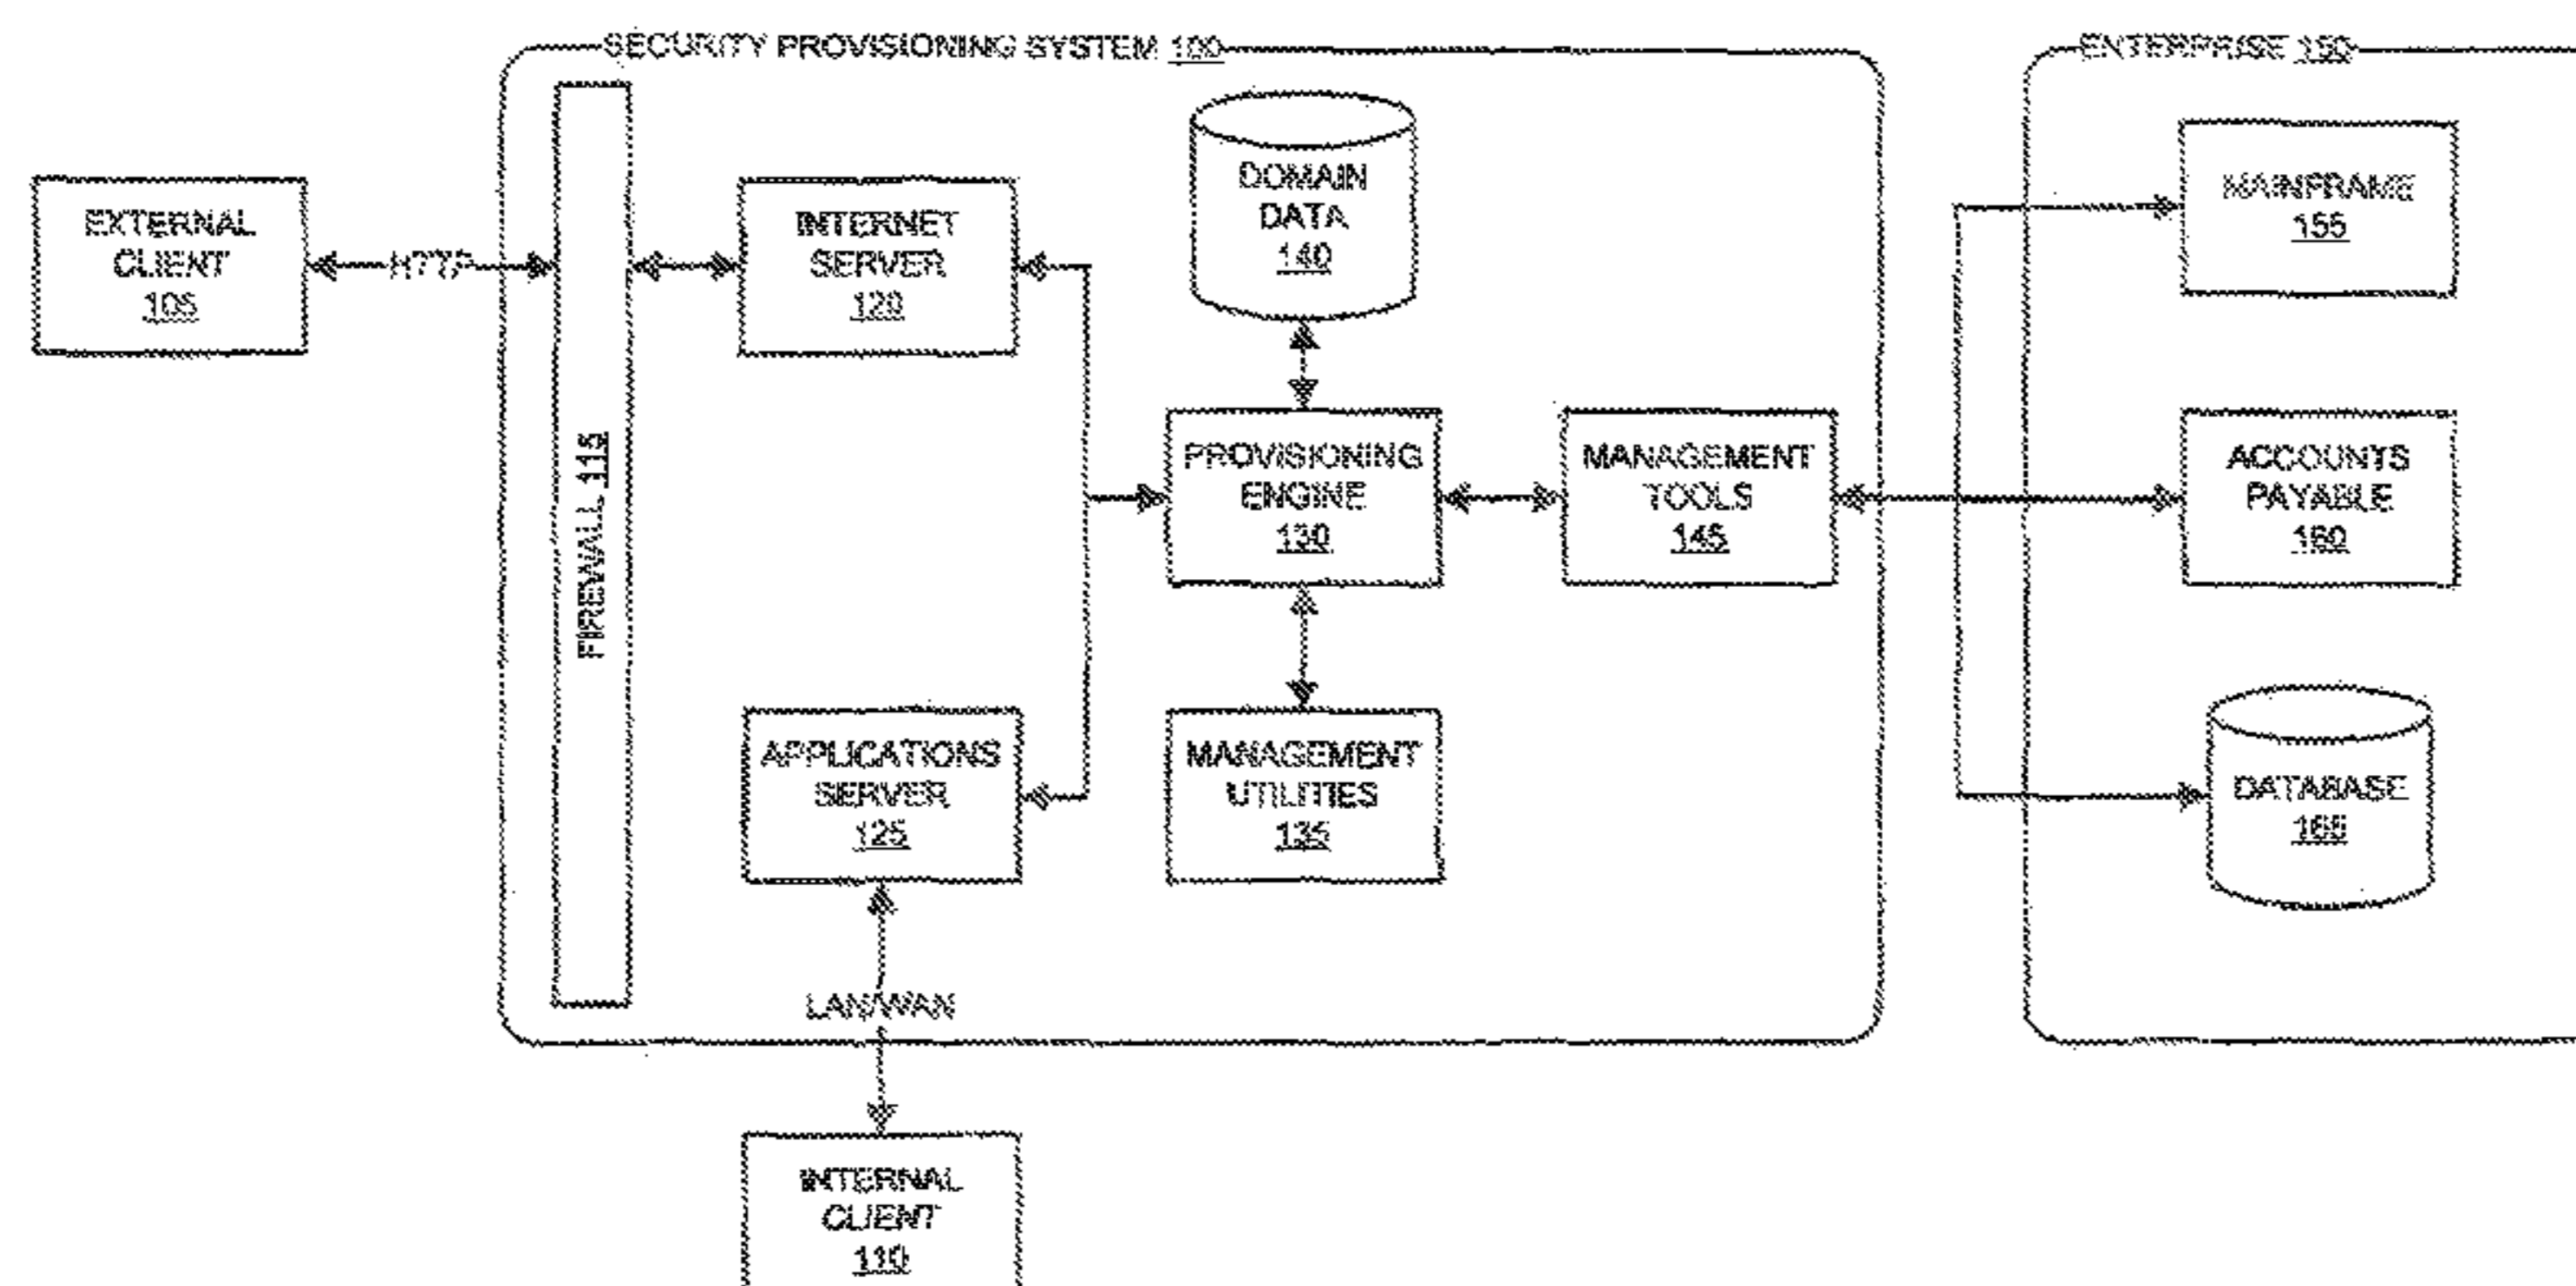 SECURITY PROVISIONING SYSTEM 100
ENTERPRISE 150
EXTERNAL
CLIENT
105
HTTP
FIREWALL 115
INTERNET
SERVER
120
DOMAIN
DATA
140
MAINFRAME
155
PROVISIONING
ENGINE
130
MANAGEMENT
TOOLS
145
ACCOUNTS
PAYABLE
160
APPLICATIONS
SERVER
125
MANAGEMENT
UTILITIES
135
DATABASE
165
LAN/WAN
INTERNAL
CLIENT
110